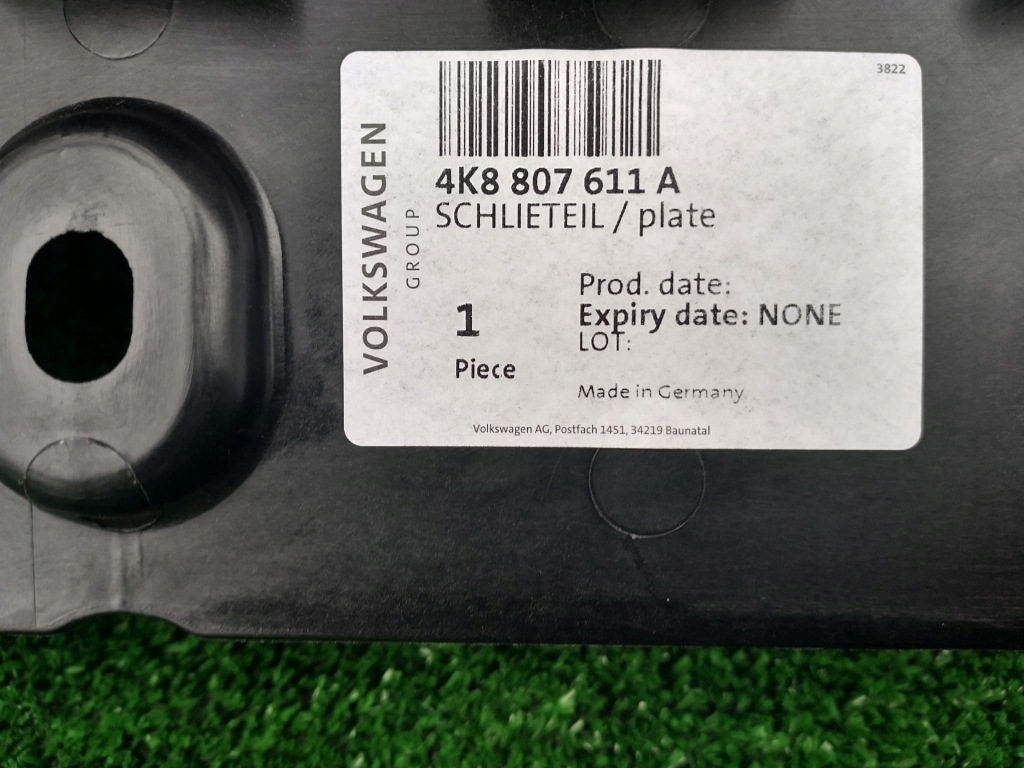 3822
VOLKSWAGEN
GROUP
4K8 807 611 A
SCHLIETEIL / plate
1
Piece
Prod. date:
Expiry date: NONE
LOT:
Made in Germany
Volkswagen AG, Postfach 1451, 34219 Baunatal